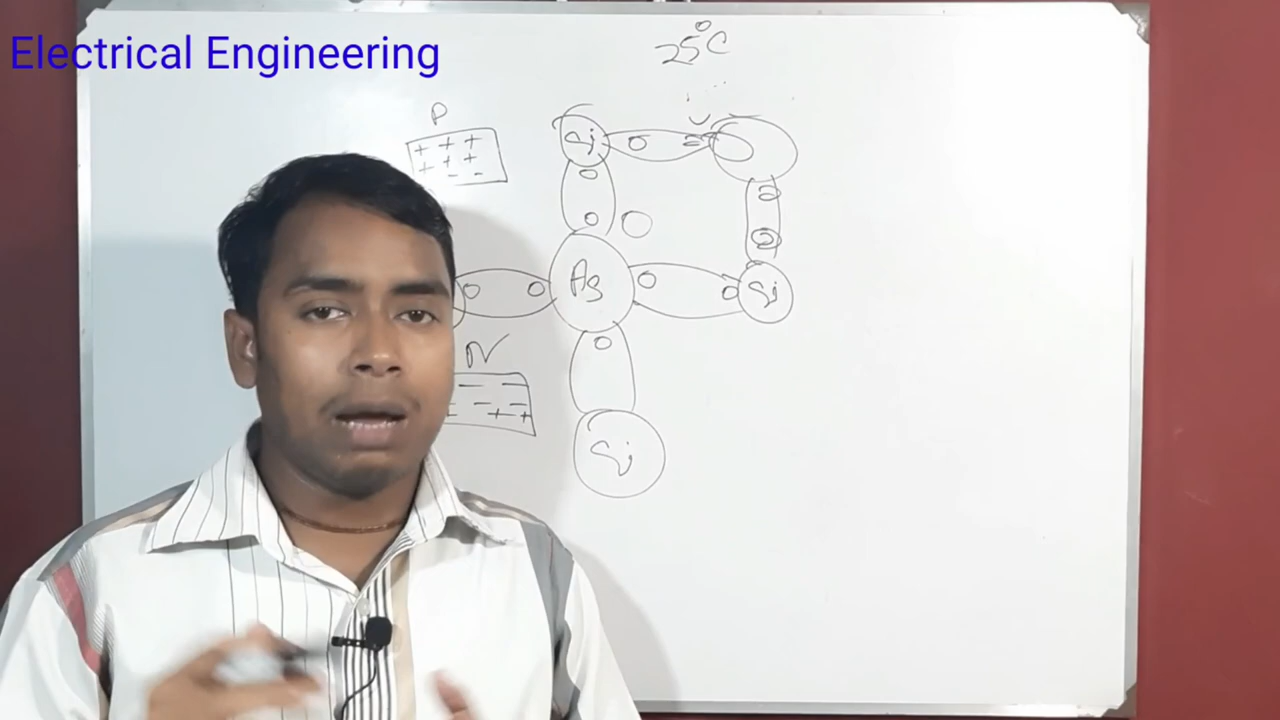 Electrical Engineering
25°C
P
+ + +
+ + +
- -
Si
As
Si
N
- -
- - -
+ +
Si